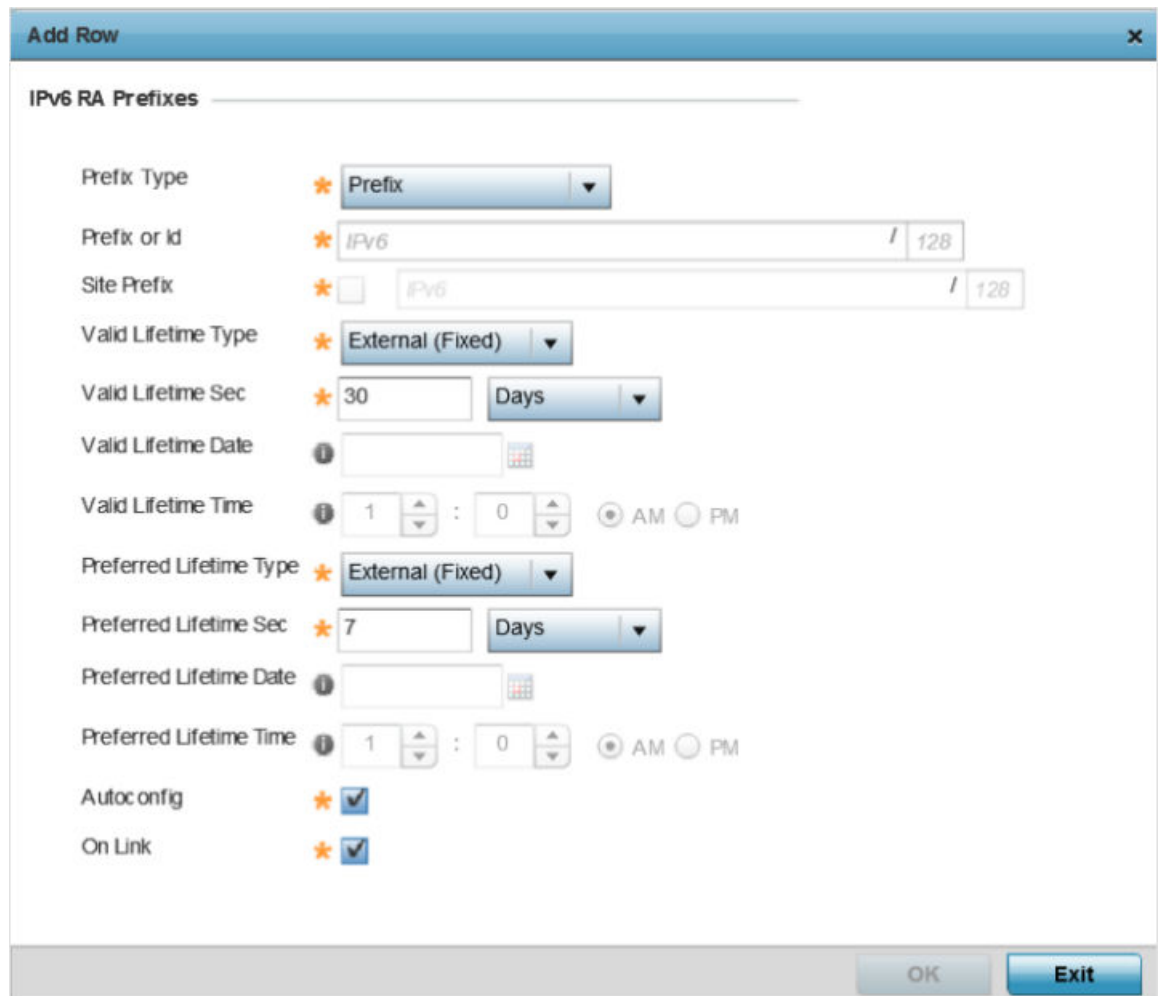 Add Row
IPv6 RA Prefixes
Prefix Type Prefix
Prefix or Id IPv6 / 128
Site Prefix IPv6 / 128
Valid Lifetime Type External (Fixed)
Valid Lifetime Sec 30 Days
Valid Lifetime Date
Valid Lifetime Time 1 : 0 AM PM
Preferred Lifetime Type External (Fixed)
Preferred Lifetime Sec 7 Days
Preferred Lifetime Date
Preferred Lifetime Time 1 : 0 AM PM
Autoconfig
On Link
OK Exit